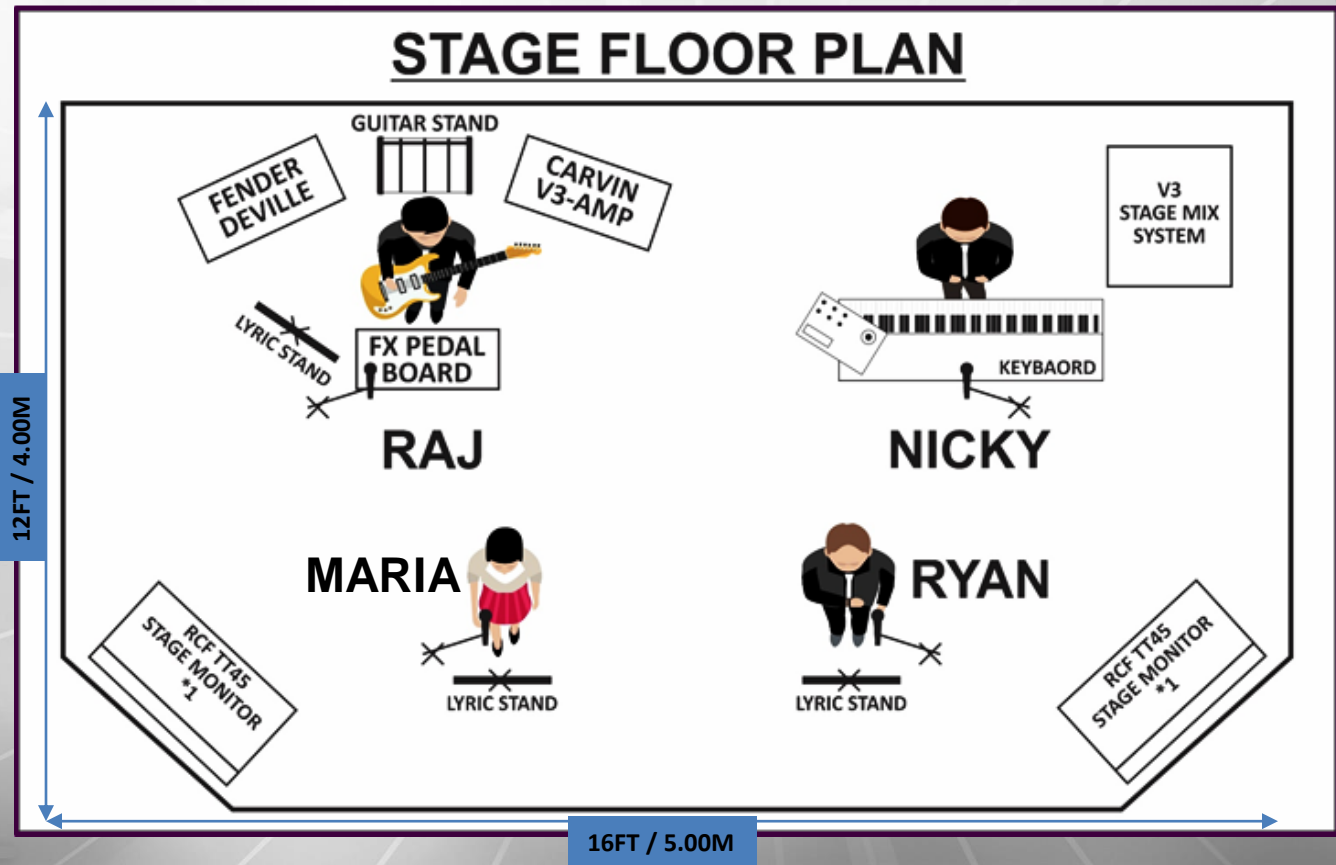 STAGE FLOOR PLAN
GUITAR STAND
FENDER
DEVILLE
CARVIN
V3-AMP
V3
STAGE MIX
SYSTEM
LYRIC STAND
FX PEDAL
BOARD
KEYBAORD
RAJ
NICKY
12FT / 4.00M
MARIA
RYAN
RCF TT45
STAGE MONITOR
*1
LYRIC STAND
LYRIC STAND
RCF TT45
STAGE MONITOR
*1
16FT / 5.00M